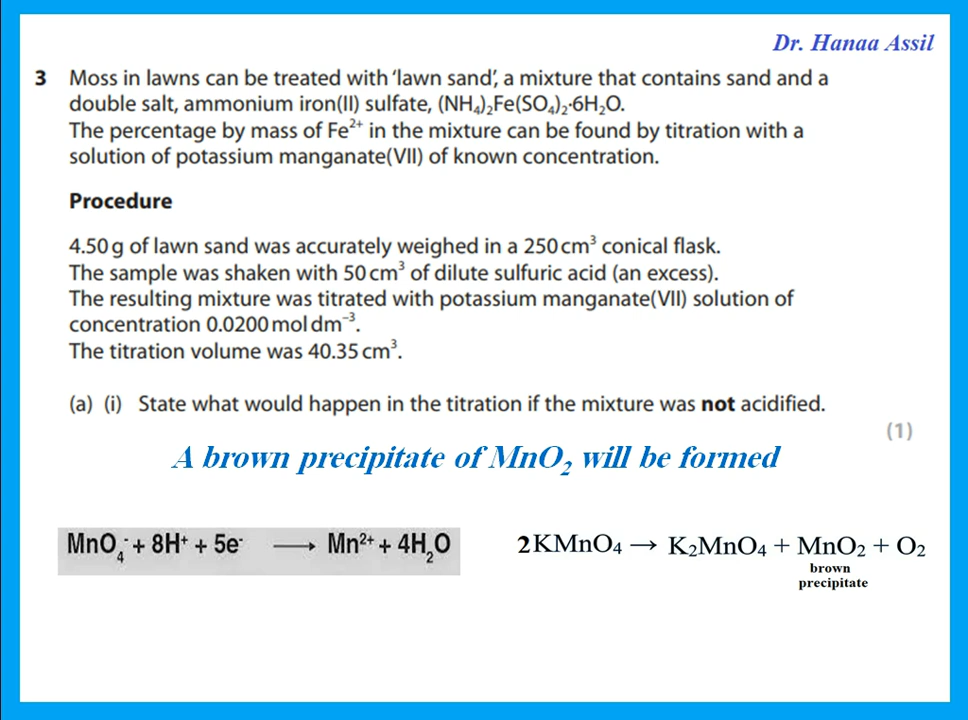 Dr. Hanaa Assil
3 Moss in lawns can be treated with ‘lawn sand’, a mixture that contains sand and a
double salt, ammonium iron(II) sulfate, (NH₄)₂Fe(SO₄)₂·6H₂O.
The percentage by mass of Fe²⁺ in the mixture can be found by titration with a
solution of potassium manganate(VII) of known concentration.
Procedure
4.50 g of lawn sand was accurately weighed in a 250 cm³ conical flask.
The sample was shaken with 50 cm³ of dilute sulfuric acid (an excess).
The resulting mixture was titrated with potassium manganate(VII) solution of
concentration 0.0200 mol dm⁻³.
The titration volume was 40.35 cm³.
(a) (i) State what would happen in the titration if the mixture was not acidified.
(1)
A brown precipitate of MnO₂ will be formed
MnO₄⁻ + 8H⁺ + 5e⁻ ⟶ Mn²⁺ + 4H₂O
2KMnO₄ → K₂MnO₄ + MnO₂ + O₂
brown
precipitate